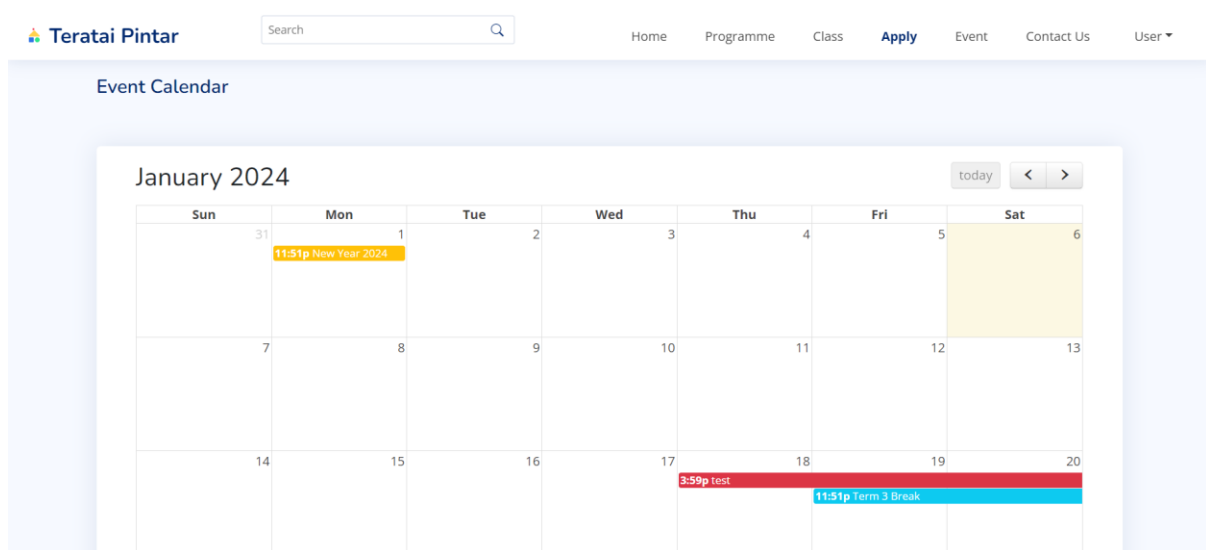 Teratai Pintar Search Home Programme Class Apply Event Contact Us User
Event Calendar
January 2024 today
Sun Mon Tue Wed Thu Fri Sat
31 1 2 3 4 5 6
11:51p New Year 2024
7 8 9 10 11 12 13
14 15 16 17 18 19 20
3:59p test
11:51p Term 3 Break